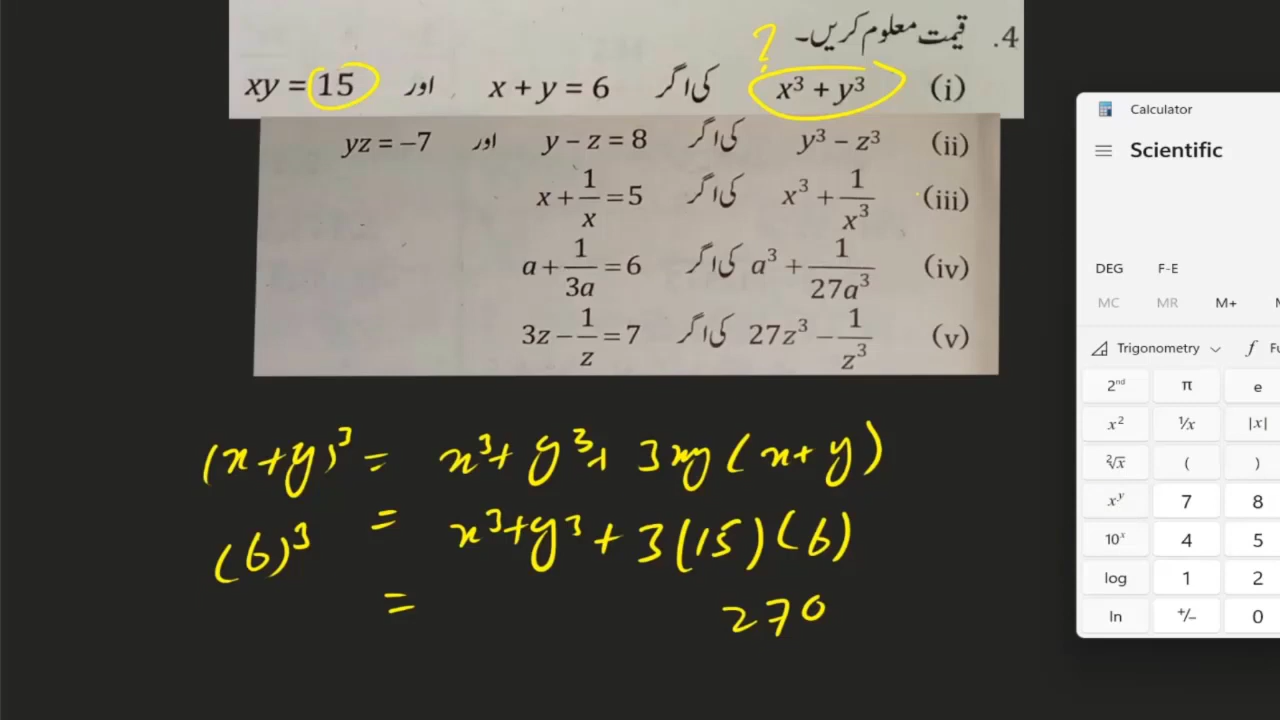 4. قیمت معلوم کریں۔
?
(i) x³ + y³ کی اگر x + y = 6 اور xy = 15
(ii) y³ – z³ کی اگر y – z = 8 اور yz = –7
(iii) x³ + 1/x³ کی اگر x + 1/x = 5
(iv) a³ + 1/27a³ کی اگر a + 1/3a = 6
(v) 27z³ – 1/z³ کی اگر 3z – 1/z = 7
(x+y)³ = x³+y³+ 3xy(x+y)
(6)³ = x³+y³+3(15)(6)
= 270
Calculator
Scientific
DEG F-E
MC MR M+
Trigonometry f
2ⁿᵈ π e
x² ¹/x |x|
²√x ( )
xʸ 7 8
10ˣ 4 5
log 1 2
ln +/– 0